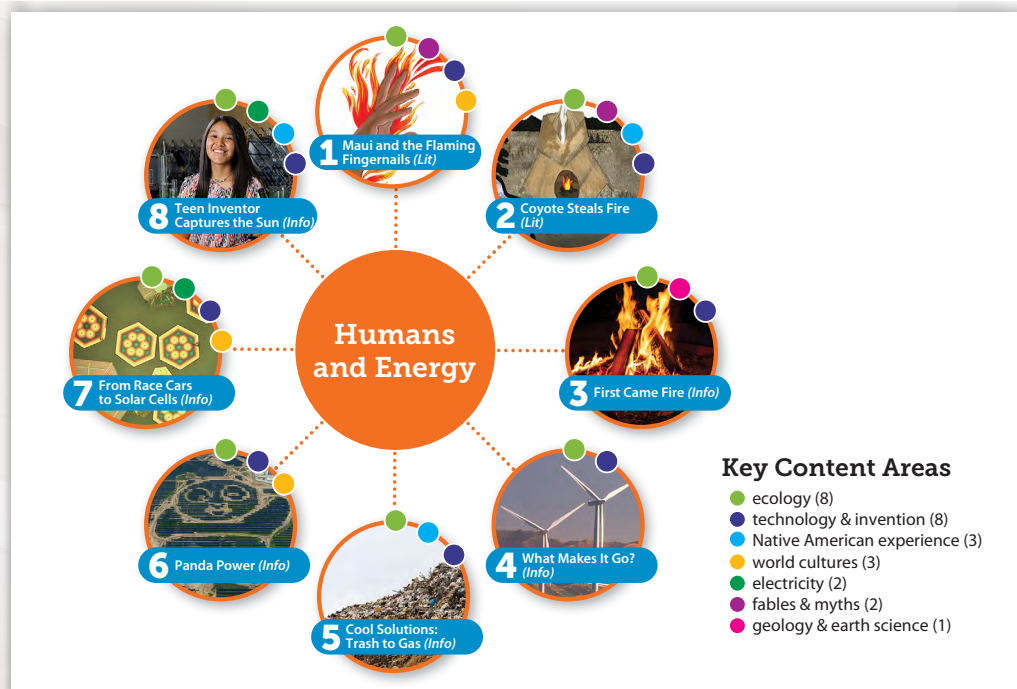 1 Maui and the Flaming
Fingernails (Lit)
2 Coyote Steals Fire
(Lit)
3 First Came Fire (Info)
4 What Makes It Go?
(Info)
5 Cool Solutions:
Trash to Gas (Info)
6 Panda Power (Info)
7 From Race Cars
to Solar Cells (Info)
8 Teen Inventor
Captures the Sun (Info)
Humans
and Energy
Key Content Areas
ecology (8)
technology & invention (8)
Native American experience (3)
world cultures (3)
electricity (2)
fables & myths (2)
geology & earth science (1)